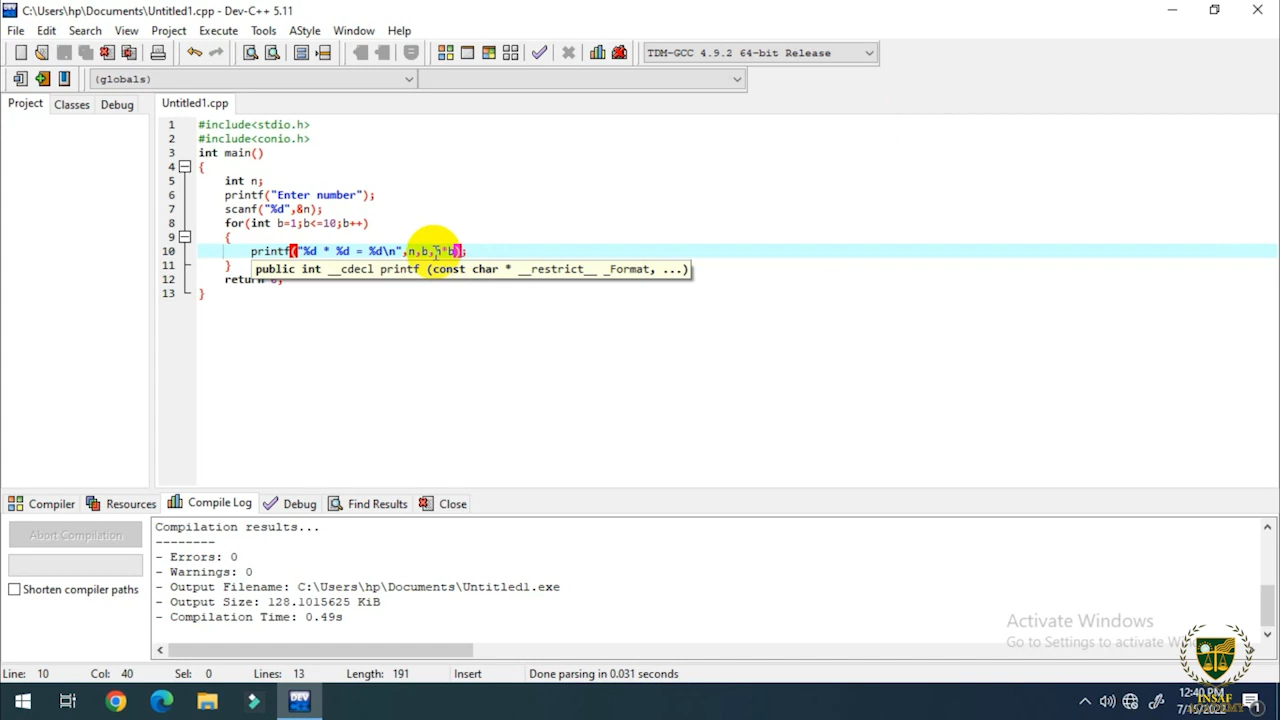 C:\Users\hp\Documents\Untitled1.cpp - Dev-C++ 5.11
File Edit Search View Project Execute Tools AStyle Window Help
TDM-GCC 4.9.2 64-bit Release
(globals)
Project Classes Debug
Untitled1.cpp
1 #include<stdio.h>
2 #include<conio.h>
3 int main()
4 {
5 int n;
6 printf("Enter number");
7 scanf("%d",&n);
8 for(int b=1;b<=10;b++)
9 {
10 printf("%d * %d = %d\n",n,b,n*b);
11 }
public int __cdecl printf (const char * __restrict__ _Format, ...)
12 return 0;
13 }
Compiler Resources Compile Log Debug Find Results Close
Abort Compilation
Shorten compiler paths
Compilation results...
--------
- Errors: 0
- Warnings: 0
- Output Filename: C:\Users\hp\Documents\Untitled1.exe
- Output Size: 128.1015625 KiB
- Compilation Time: 0.49s
Activate Windows
Go to Settings to activate W
Line: 10 Col: 40 Sel: 0 Lines: 13 Length: 191 Insert Done parsing in 0.031 seconds
DEV
12:40 PM
7/15/2022
INSAF
ACADEMY
1